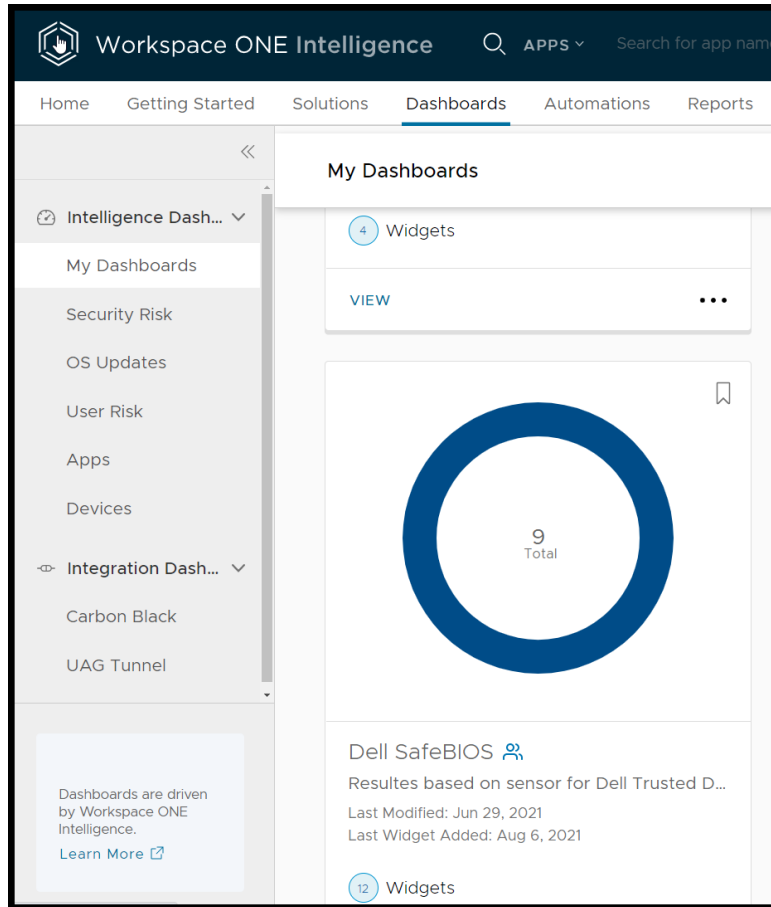 Workspace ONE Intelligence
APPS
Search for app nam
Home Getting Started Solutions Dashboards Automations Reports
My Dashboards
Intelligence Dash...
My Dashboards
Security Risk
OS Updates
User Risk
Apps
Devices
Integration Dash...
Carbon Black
UAG Tunnel
Dashboards are driven
by Workspace ONE
Intelligence.
Learn More
4 Widgets
VIEW
9
Total
Dell SafeBIOS
Resultes based on sensor for Dell Trusted D...
Last Modified: Jun 29, 2021
Last Widget Added: Aug 6, 2021
12 Widgets